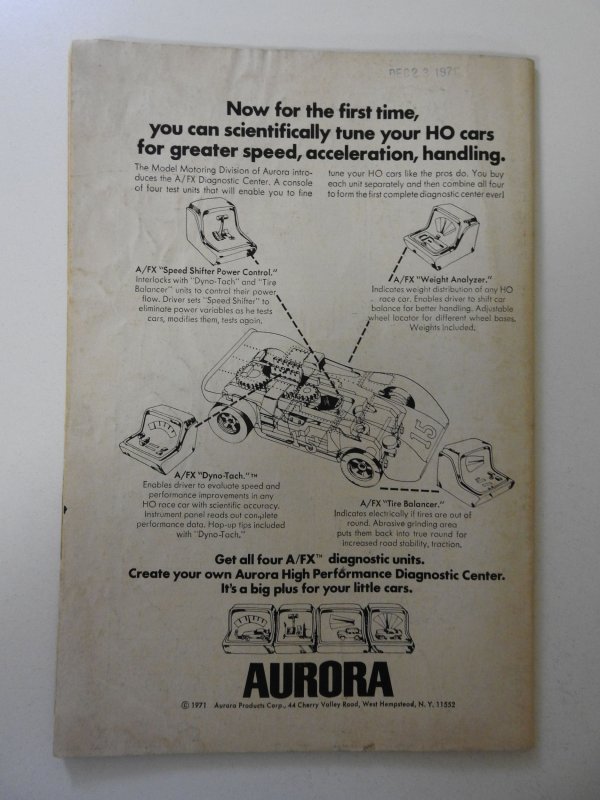 DEC 23 197
Now for the first time,
you can scientifically tune your HO cars
for greater speed, acceleration, handling.
The Model Motoring Division of Aurora intro-
duces the A/FX Diagnostic Center. A console
of four test units that will enable you to fine
tune your HO cars like the pros do. You buy
each unit separately and then combine all four
to form the first complete diagnostic center ever!
A/FX "Speed Shifter Power Control."
Interlocks with "Dyno-Tach" and "Tire
Balancer" units to control their power
flow. Driver sets "Speed Shifter" to
eliminate power variables as he tests
cars, modifies them, tests again.
A/FX "Weight Analyzer."
Indicates weight distribution of any HO
race car. Enables driver to shift car
balance for better handling. Adjustable
wheel locator for different wheel bases.
Weights Included.
15
A/FX "Dyno-Tach."™
Enables driver to evaluate speed and
performance improvements in any
HO race car with scientific accuracy.
Instrument panel reads out complete
performance data. Hop-up tips included
with "Dyno-Tach."
A/FX "Tire Balancer."
Indicates electrically if tires are out of
round. Abrasive grinding area
puts them back into true round for
increased road stability, traction.
Get all four A/FX™ diagnostic units.
Create your own Aurora High Performance Diagnostic Center.
It's a big plus for your little cars.
AURORA
© 1971 Aurora Products Corp., 44 Cherry Valley Road, West Hempstead, N. Y. 11552